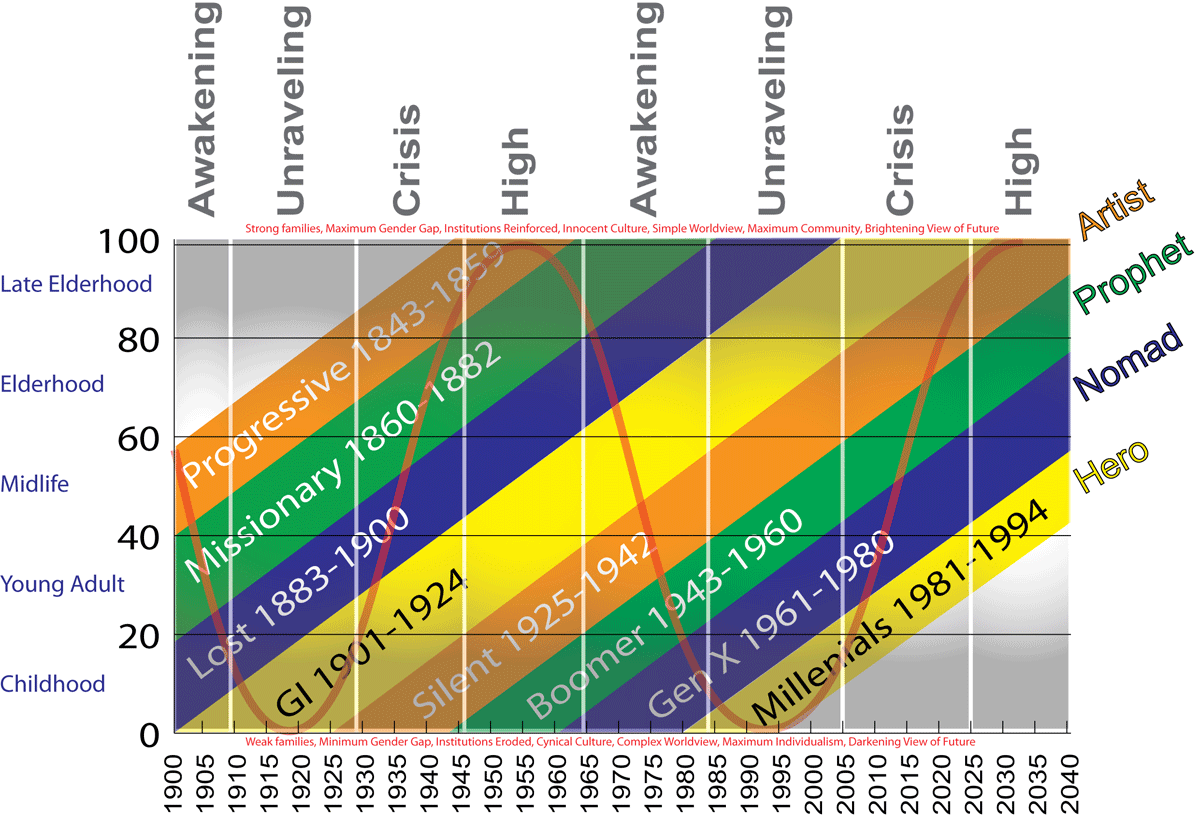 Awakening
Unraveling
Crisis
High
Awakening
Unraveling
Crisis
High
Strong families, Maximum Gender Gap, Institutions Reinforced, Innocent Culture, Simple Worldview, Maximum Community, Brightening View of Future
100
Late Elderhood
80
Elderhood
60
Midlife
40
Young Adult
20
Childhood
0
Artist
Prophet
Nomad
Hero
Progressive 1843-1859
Missionary 1860-1882
Lost 1883-1900
GI 1901-1924
Silent 1925-1942
Boomer 1943-1960
Gen X 1961-1980
Millenials 1981-1994
Weak families, Minimum Gender Gap, Institutions Eroded, Cynical Culture, Complex Worldview, Maximum Individualism, Darkening View of Future
1900
1905
1910
1915
1920
1925
1930
1935
1940
1945
1950
1955
1960
1965
1970
1975
1980
1985
1990
1995
2000
2005
2010
2015
2020
2025
2030
2035
2040